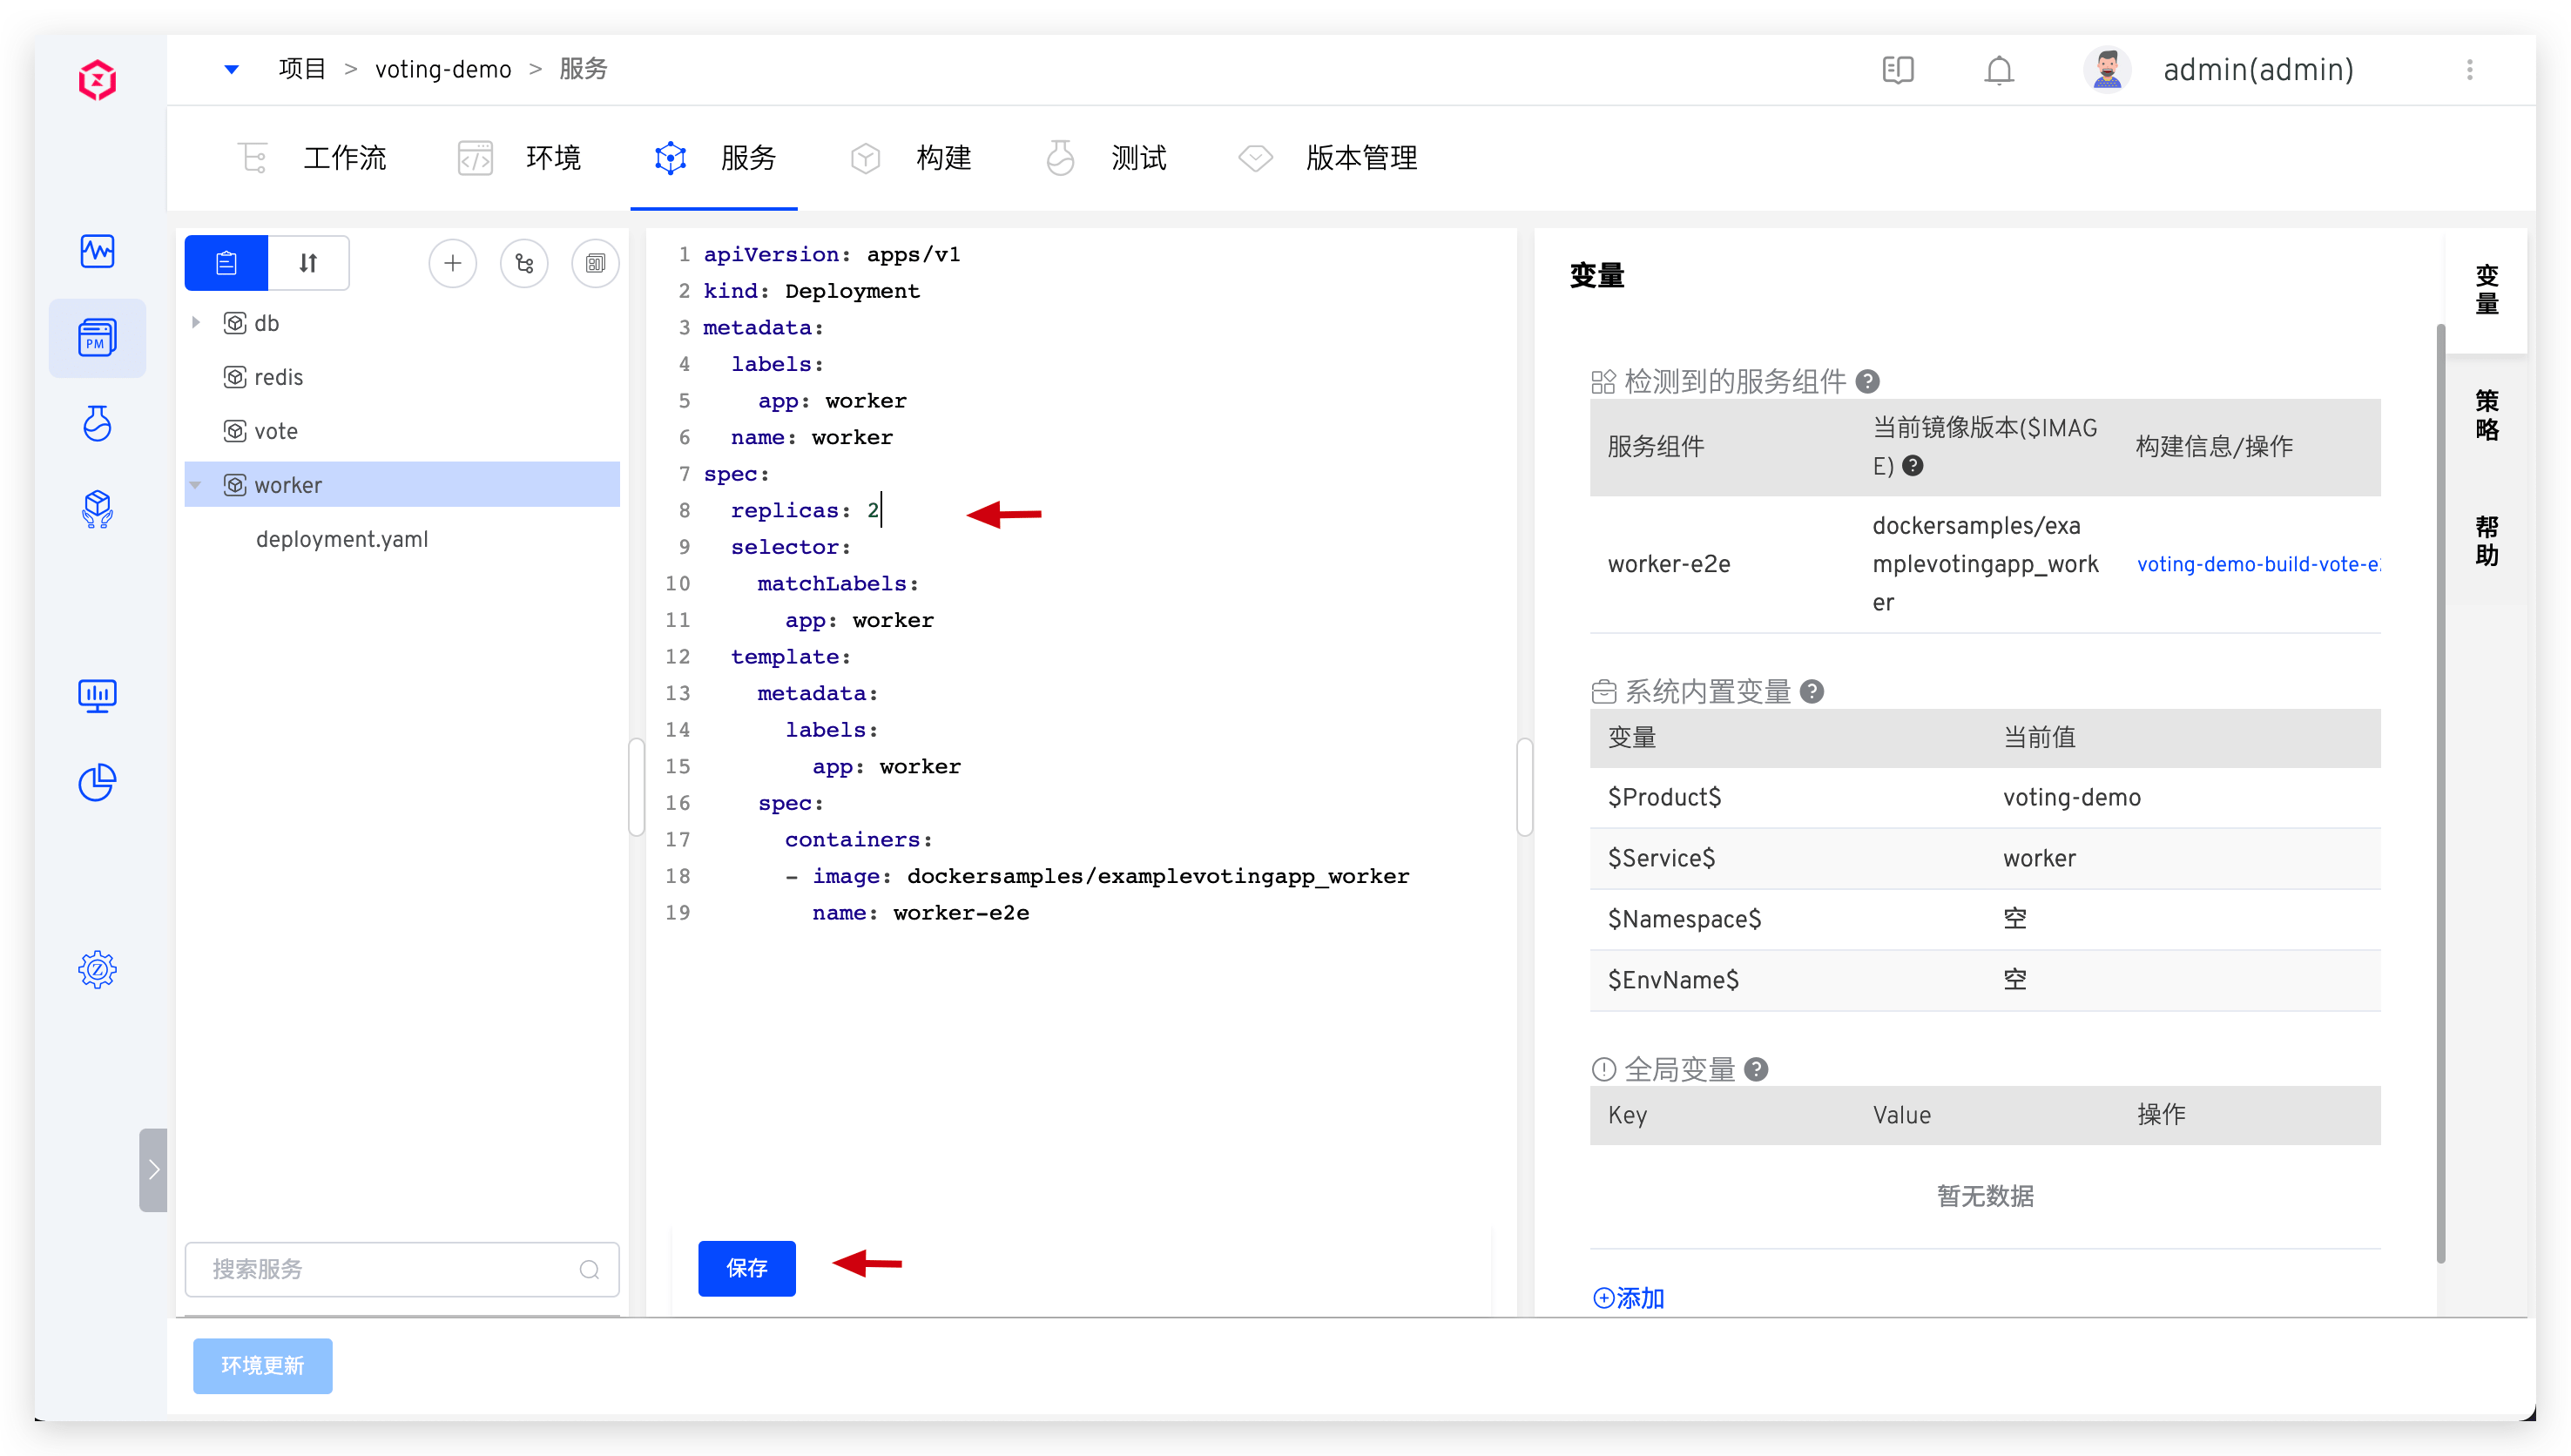 项目 > voting-demo > 服务
admin(admin)
工作流
环境
服务
构建
测试
版本管理
PM
db
redis
vote
worker
deployment.yaml
搜索服务
1 apiVersion: apps/v1
2 kind: Deployment
3 metadata:
4 labels:
5 app: worker
6 name: worker
7 spec:
8 replicas: 2
9 selector:
10 matchLabels:
11 app: worker
12 template:
13 metadata:
14 labels:
15 app: worker
16 spec:
17 containers:
18 - image: dockersamples/examplevotingapp_worker
19 name: worker-e2e
保存
变量
检测到的服务组件 ?
服务组件
当前镜像版本($IMAG
E) ?
构建信息/操作
worker-e2e
dockersamples/exa
mplevotingapp_work
er
voting-demo-build-vote-e
系统内置变量 ?
变量 当前值
$Product$ voting-demo
$Service$ worker
$Namespace$ 空
$EnvName$ 空
全局变量 ?
Key Value 操作
暂无数据
添加
变量
策略
帮助
环境更新